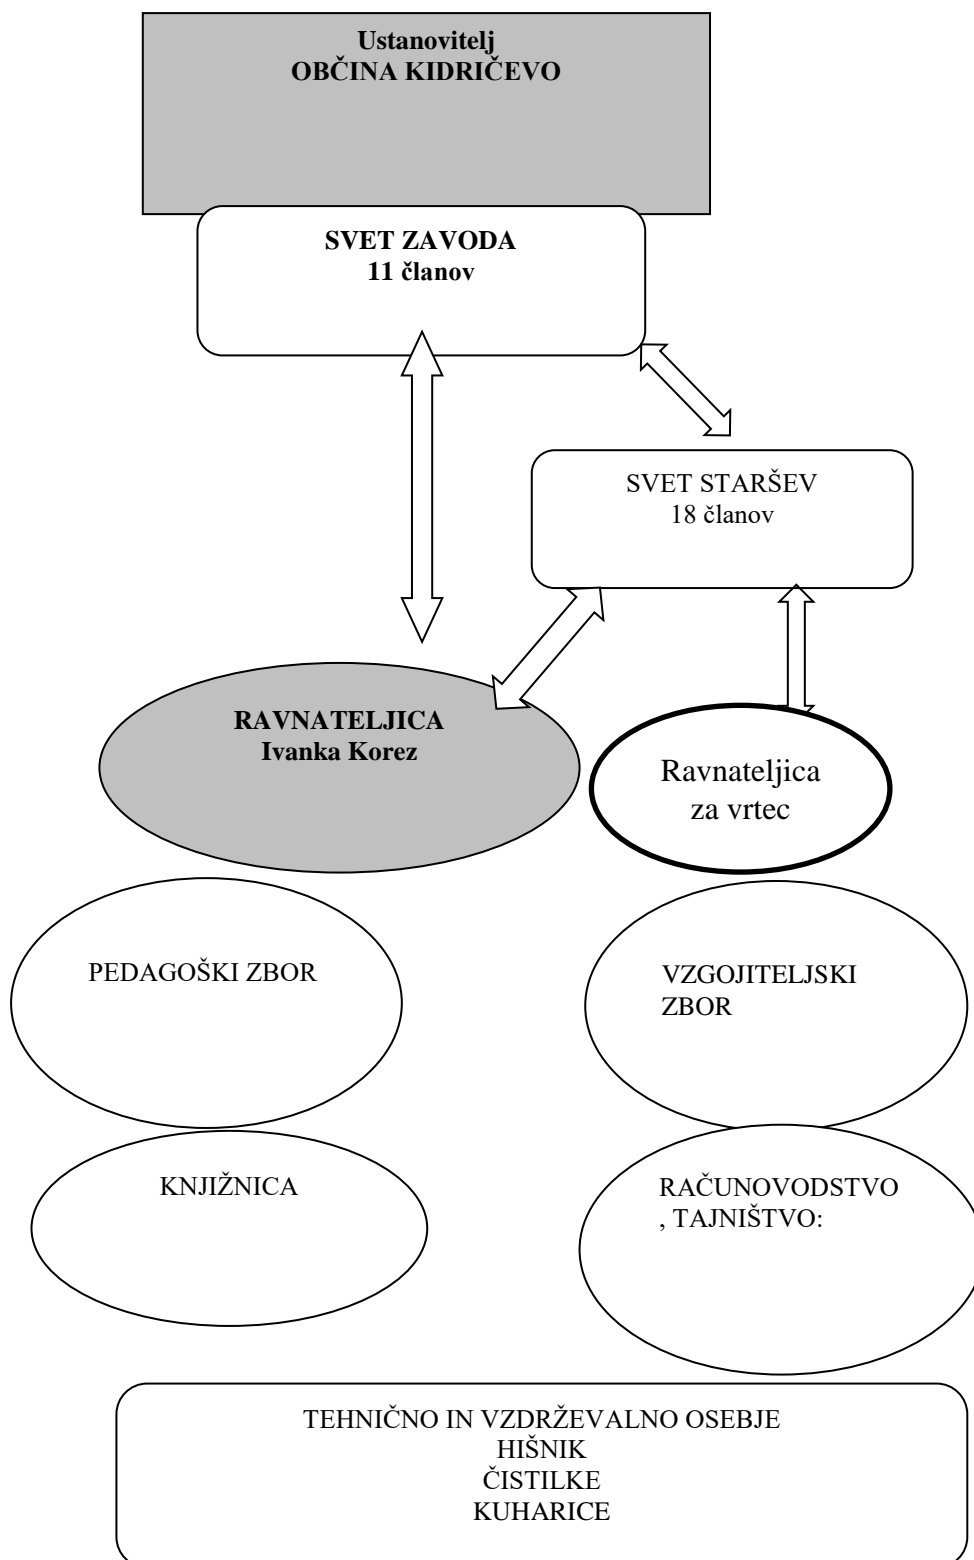 Ustanovitelj
OBČINA KIDRIČEVO
SVET ZAVODA
11 članov
SVET STARŠEV
18 članov
RAVNATELJICA
Ivanka Korez
Ravnateljica
za vrtec
PEDAGOŠKI ZBOR
VZGOJITELJSKI
ZBOR
KNJIŽNICA
RAČUNOVODSTVO
, TAJNIŠTVO:
TEHNIČNO IN VZDRŽEVALNO OSEBJE
HIŠNIK
ČISTILKE
KUHARICE